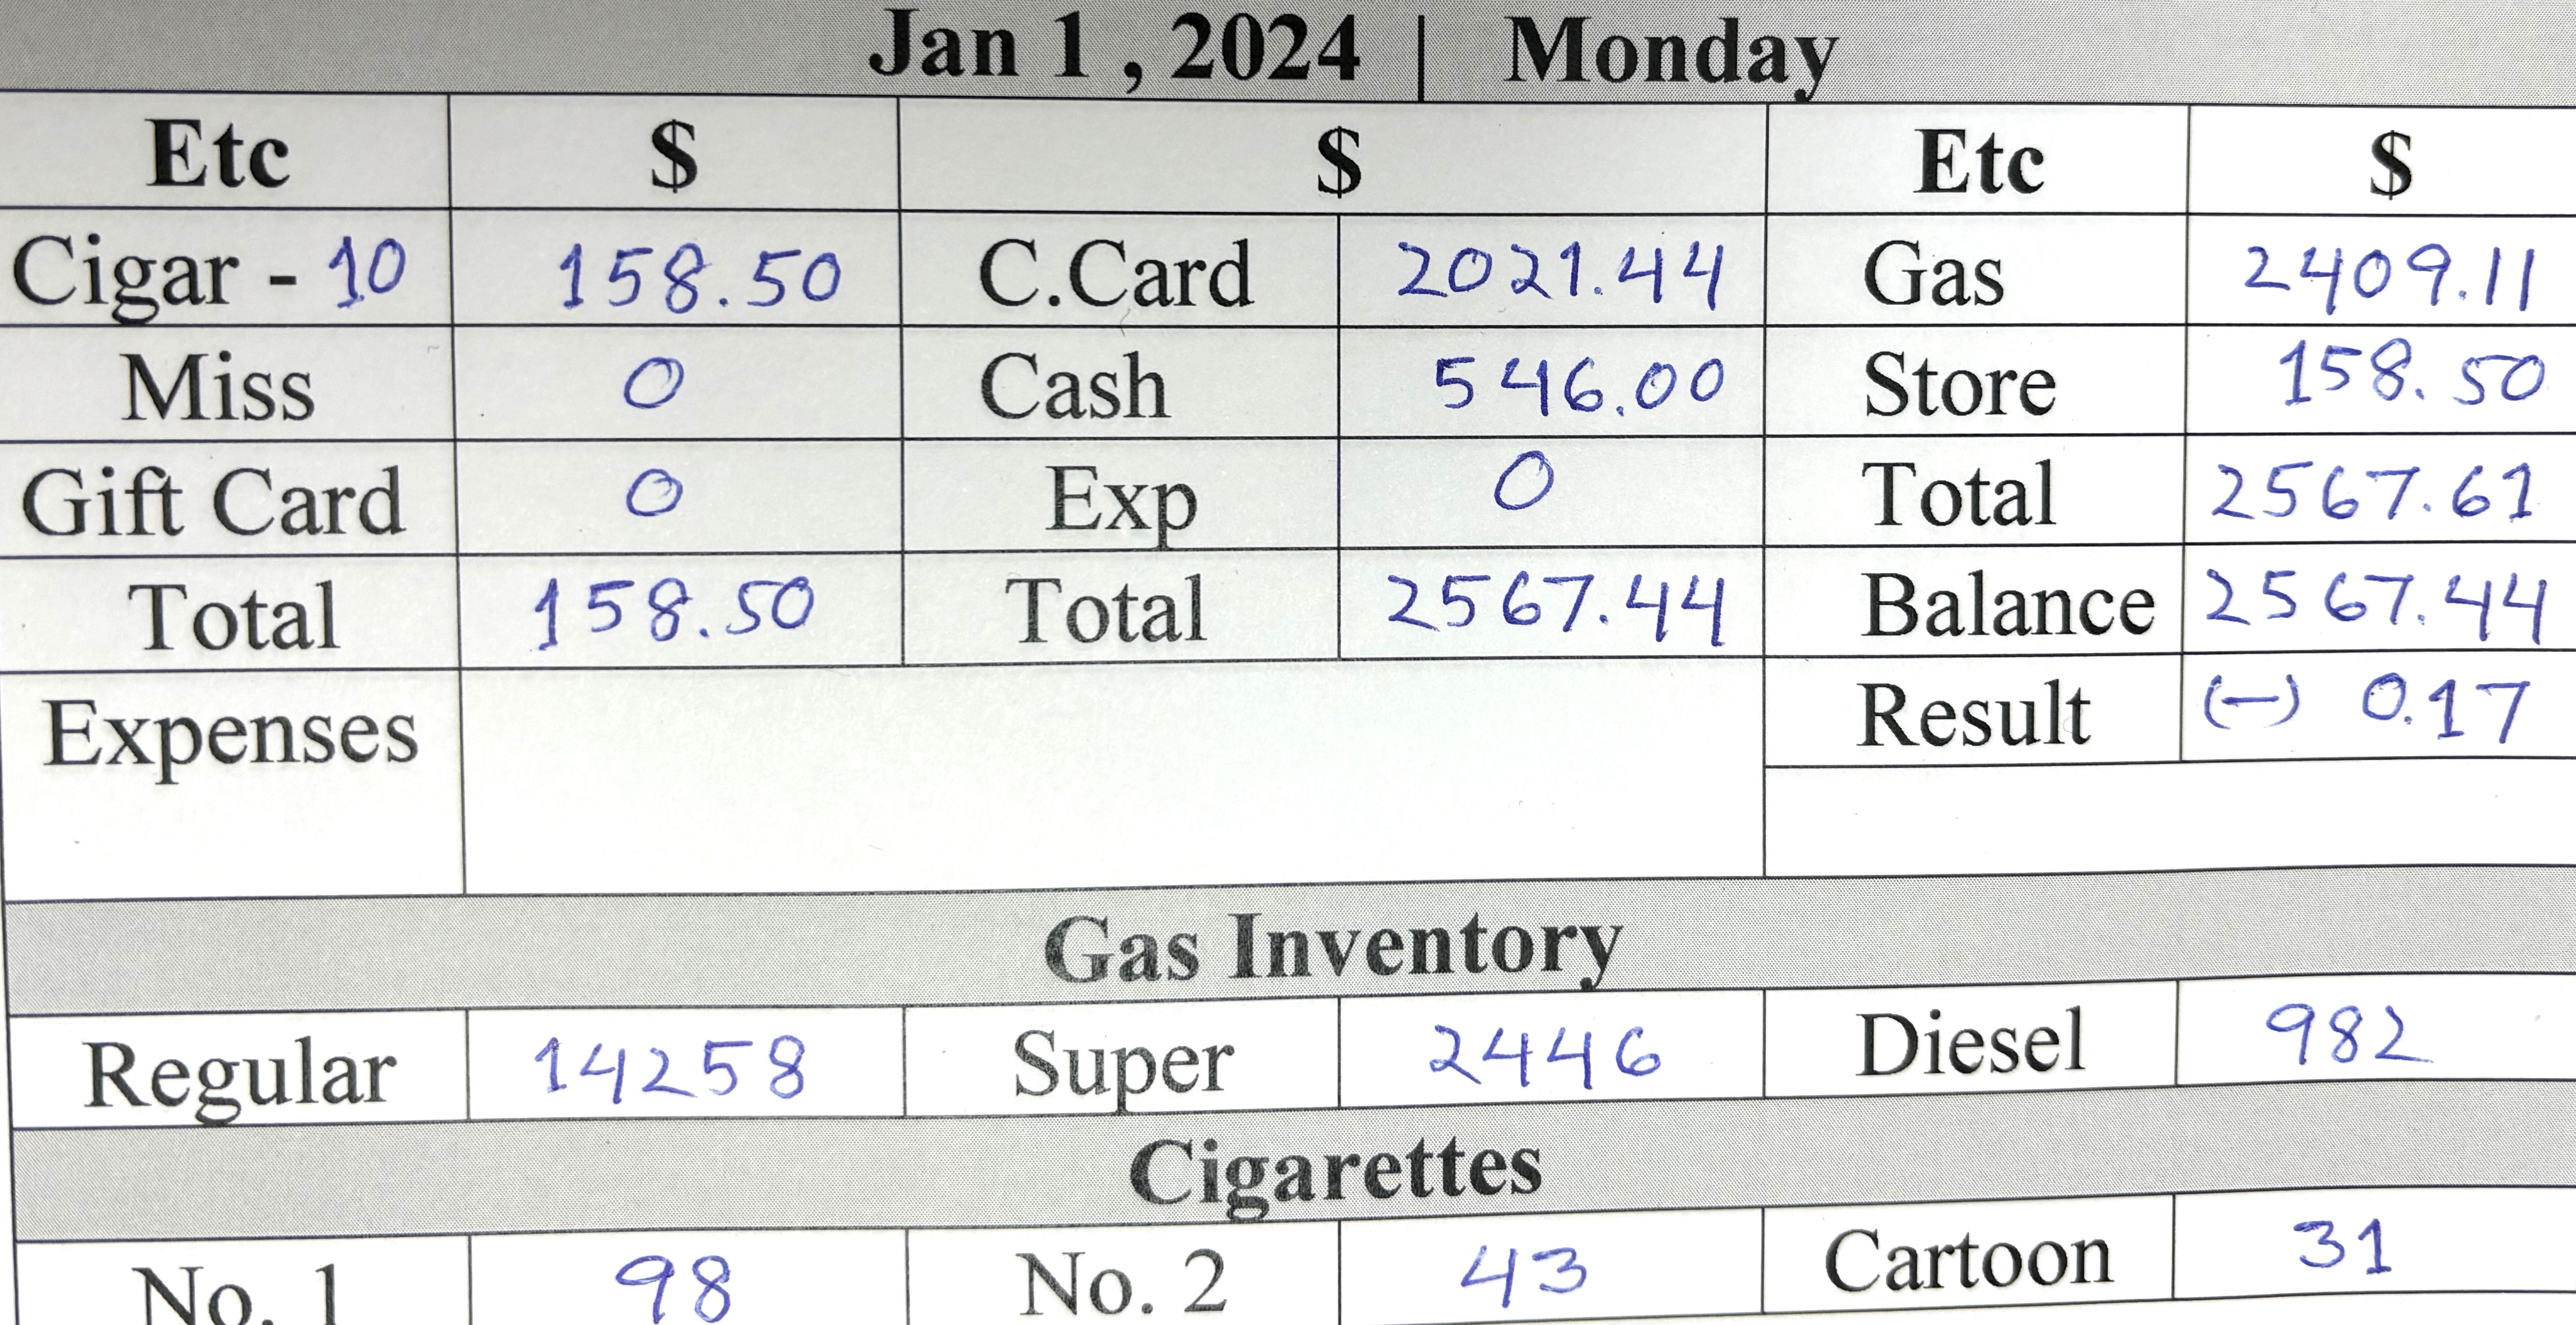 Jan 1 , 2024 | Monday
Etc $ $ Etc $
Cigar - 10 158.50 C.Card 2021.44 Gas 2409.11
Miss 0 Cash 546.00 Store 158.50
Gift Card 0 Exp 0 Total 2567.61
Total 158.50 Total 2567.44 Balance 2567.44
Expenses Result (-) 0.17
Gas Inventory
Regular 14258 Super 2446 Diesel 982
Cigarettes
No. 1 98 No. 2 43 Cartoon 31